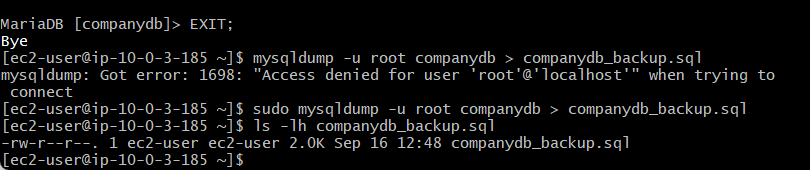 MariaDB [companydb]> EXIT;
Bye
[ec2-user@ip-10-0-3-185 ~]$ mysqldump -u root companydb > companydb_backup.sql
mysqldump: Got error: 1698: "Access denied for user 'root'@'localhost'" when trying to
 connect
[ec2-user@ip-10-0-3-185 ~]$ sudo mysqldump -u root companydb > companydb_backup.sql
[ec2-user@ip-10-0-3-185 ~]$ ls -lh companydb_backup.sql
-rw-r--r--. 1 ec2-user ec2-user 2.0K Sep 16 12:48 companydb_backup.sql
[ec2-user@ip-10-0-3-185 ~]$